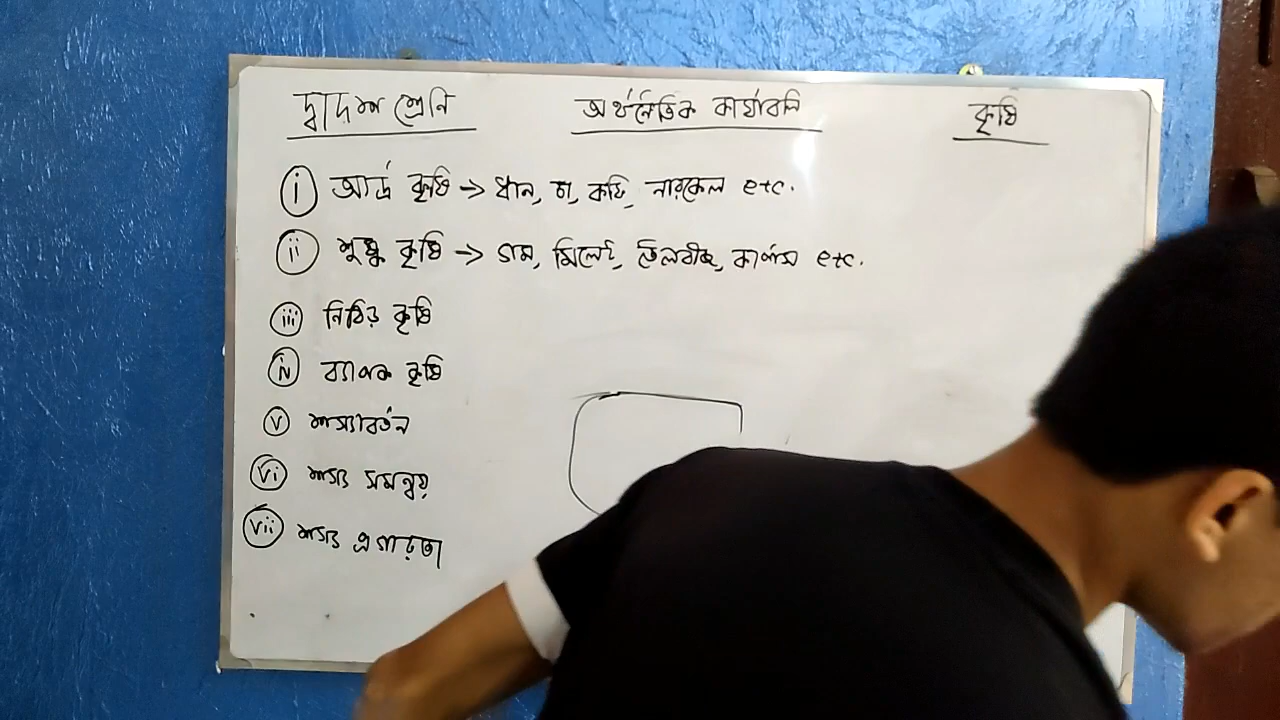 দ্বাদশ শ্রেণি অর্থনৈতিক কার্যাবলি কৃষি
i আর্দ্র কৃষি → ধান, চা, কফি, নারকেল etc.
ii শুষ্ক কৃষি → গম, মিলেট, তৈলবীজ, কার্পাস etc.
iii নিবিড় কৃষি
iv ব্যাপক কৃষি
v শস্যাবর্তন
vi শস্য সমন্বয়
vii শস্য প্রগাঢ়তা